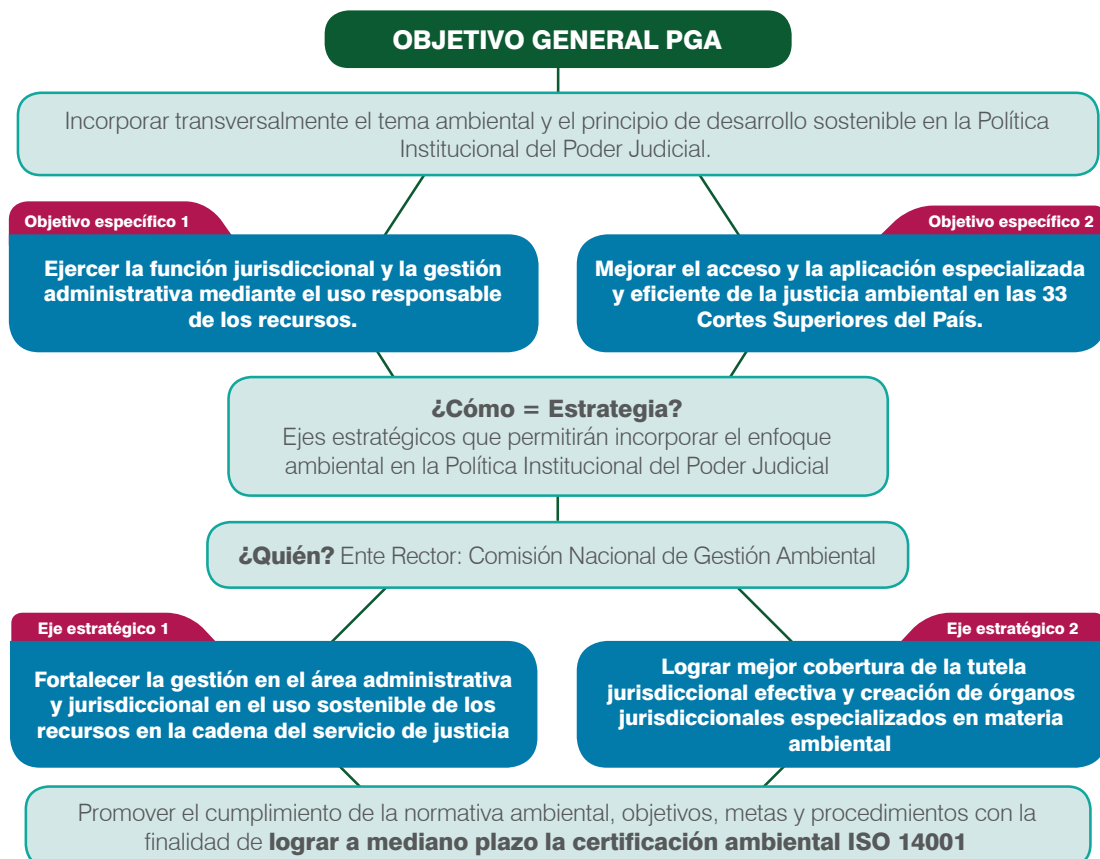 OBJETIVO GENERAL PGA
Incorporar transversalmente el tema ambiental y el principio de desarrollo sostenible en la Política
Institucional del Poder Judicial.
Objetivo específico 1
Ejercer la función jurisdiccional y la gestión
administrativa mediante el uso responsable
de los recursos.
Objetivo específico 2
Mejorar el acceso y la aplicación especializada
y eficiente de la justicia ambiental en las 33
Cortes Superiores del País.
¿Cómo = Estrategia?
Ejes estratégicos que permitirán incorporar el enfoque
ambiental en la Política Institucional del Poder Judicial
¿Quién? Ente Rector: Comisión Nacional de Gestión Ambiental
Eje estratégico 1
Fortalecer la gestión en el área administrativa
y jurisdiccional en el uso sostenible de los
recursos en la cadena del servicio de justicia
Eje estratégico 2
Lograr mejor cobertura de la tutela
jurisdiccional efectiva y creación de órganos
jurisdiccionales especializados en materia
ambiental
Promover el cumplimiento de la normativa ambiental, objetivos, metas y procedimientos con la
finalidad de lograr a mediano plazo la certificación ambiental ISO 14001